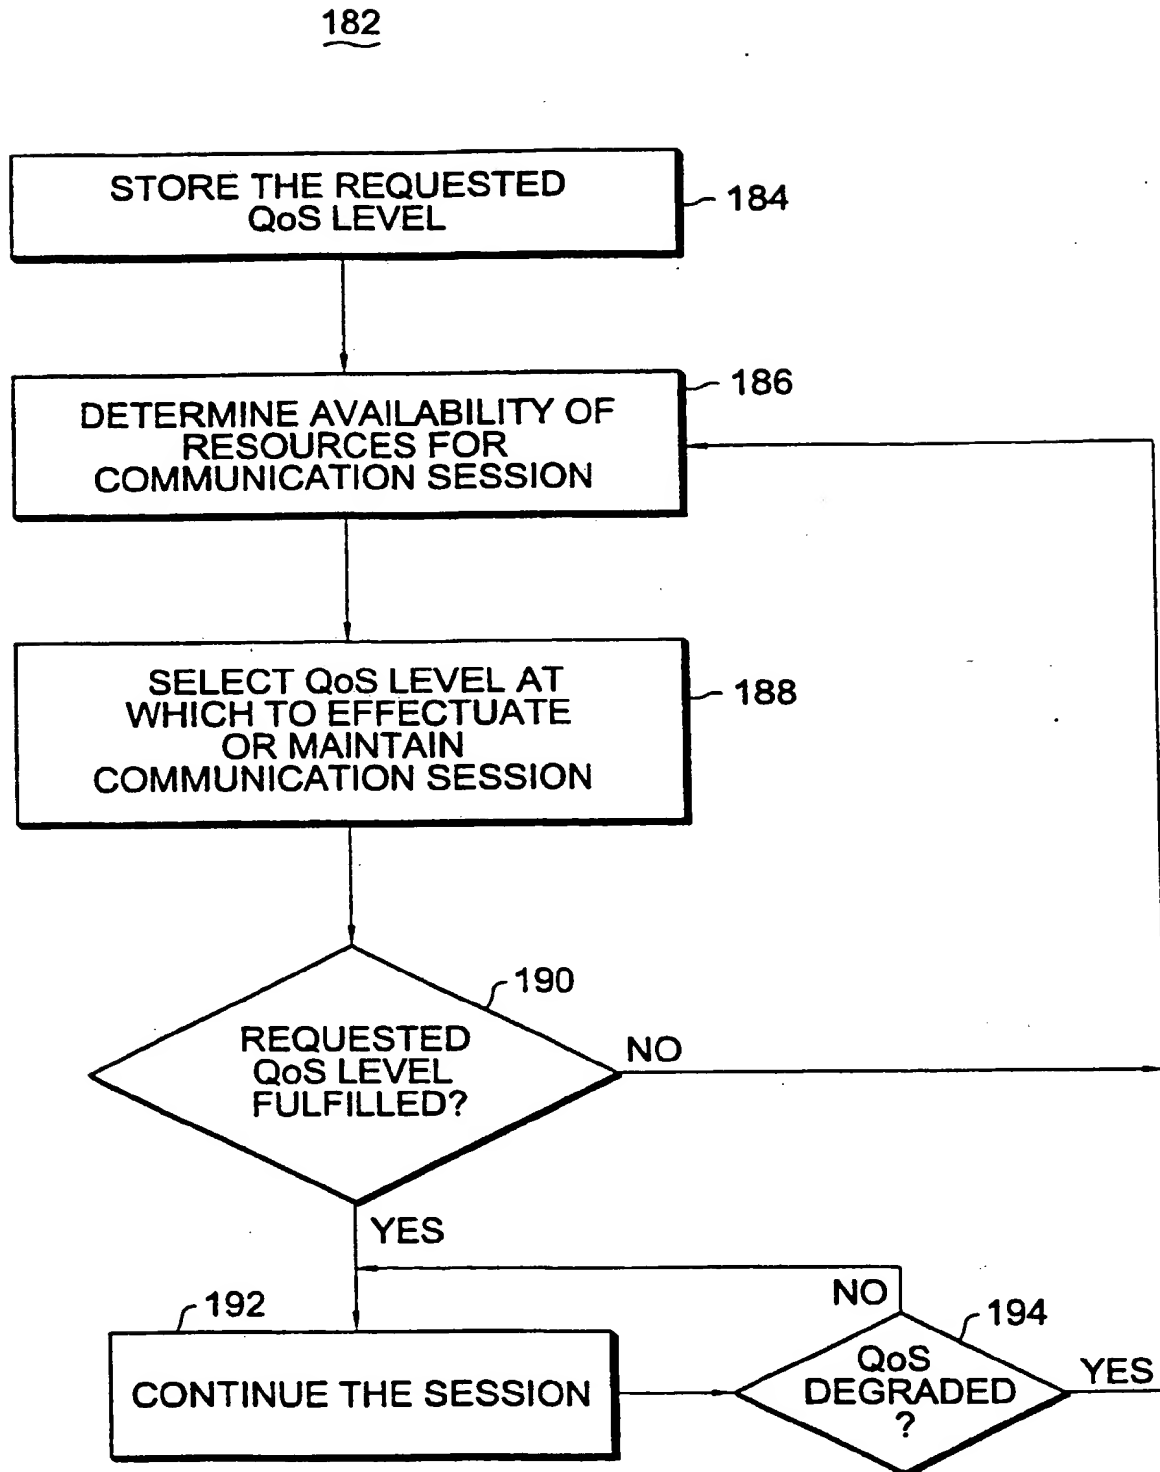 182
STORE THE REQUESTED
QoS LEVEL
184
DETERMINE AVAILABILITY OF
RESOURCES FOR
COMMUNICATION SESSION
186
SELECT QoS LEVEL AT
WHICH TO EFFECTUATE
OR MAINTAIN
COMMUNICATION SESSION
188
190
REQUESTED
QoS LEVEL
FULFILLED?
NO
YES
192
CONTINUE THE SESSION
NO
194
QoS
DEGRADED
?
YES